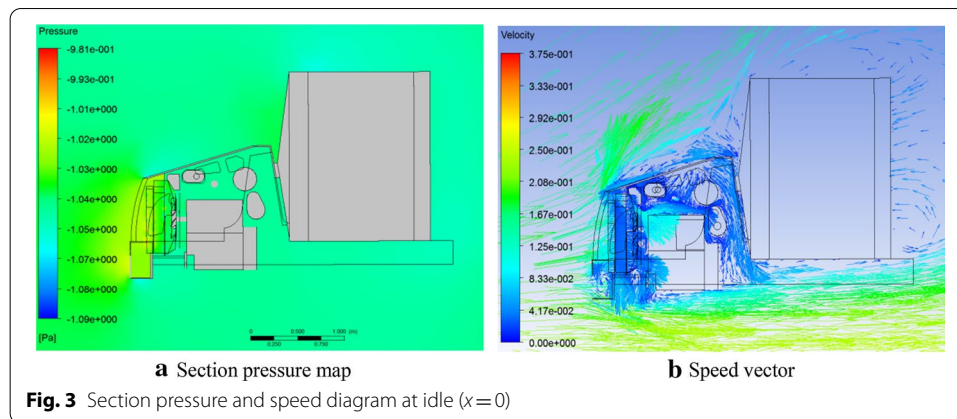 Pressure
-9.81e-001
-9.93e-001
-1.01e+000
-1.02e+000
-1.03e+000
-1.04e+000
-1.05e+000
-1.07e+000
-1.08e+000
-1.09e+000
[Pa]
0 0.500 1.000 (m)
0.250 0.750
Velocity
3.75e-001
3.33e-001
2.92e-001
2.50e-001
2.08e-001
1.67e-001
1.25e-001
8.33e-002
4.17e-002
0.00e+000
a Section pressure map
b Speed vector
Fig. 3 Section pressure and speed diagram at idle (x = 0)